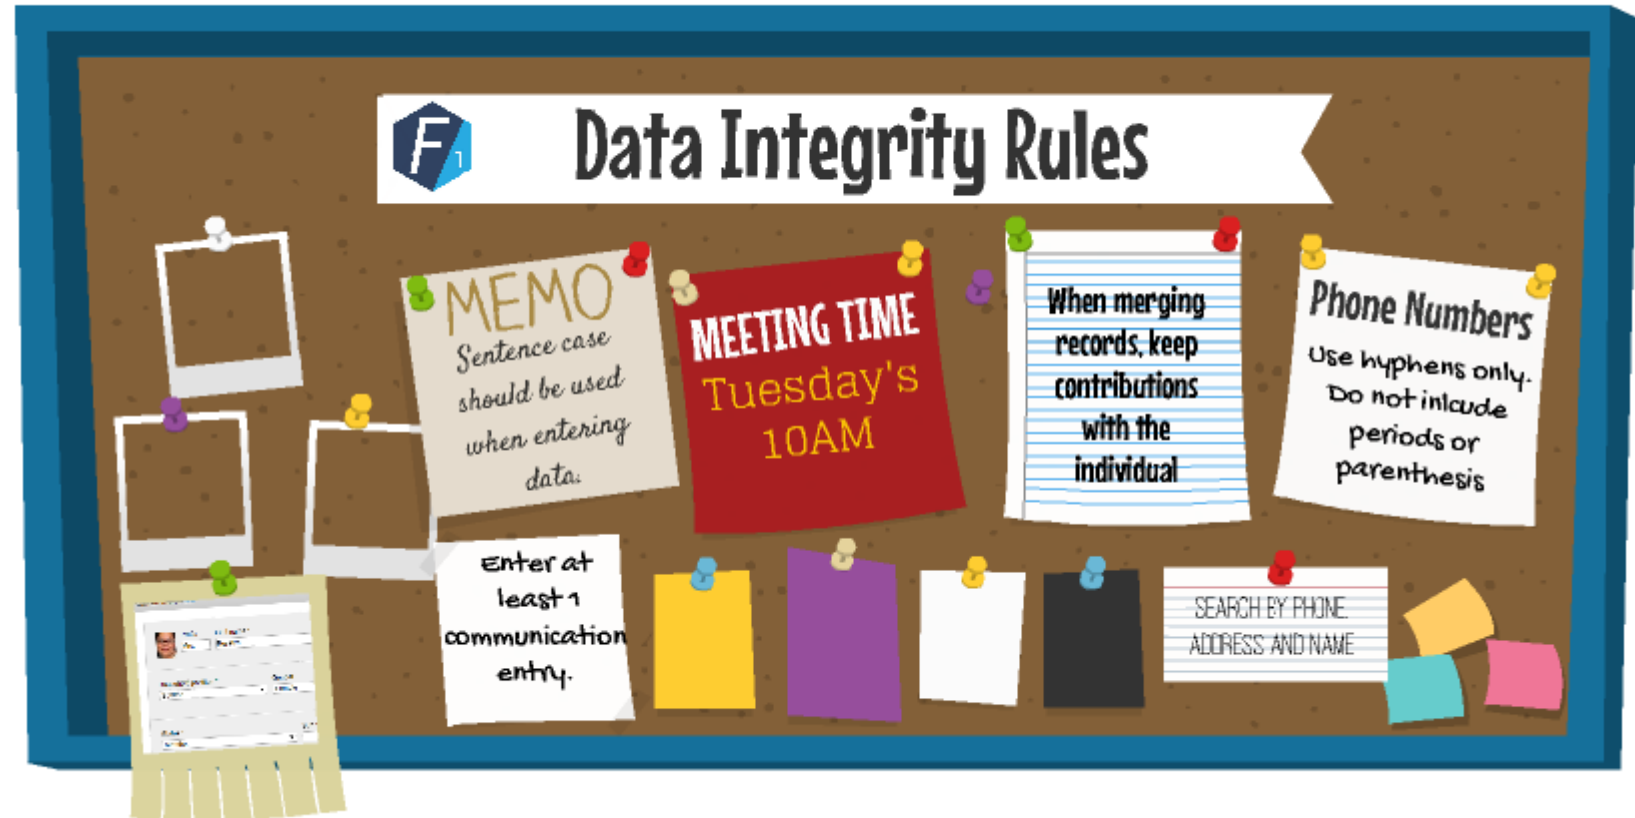 F1
Data Integrity Rules
MEMO
Sentence case
should be used
when entering
data.
MEETING TIME
Tuesday's
10AM
When merging
records, keep
contributions
with the
individual
Phone Numbers
Use hyphens only.
Do not inlcude
periods or
parenthesis
Enter at
least 1
communication
entry.
SEARCH BY PHONE
ADDRESS AND NAME